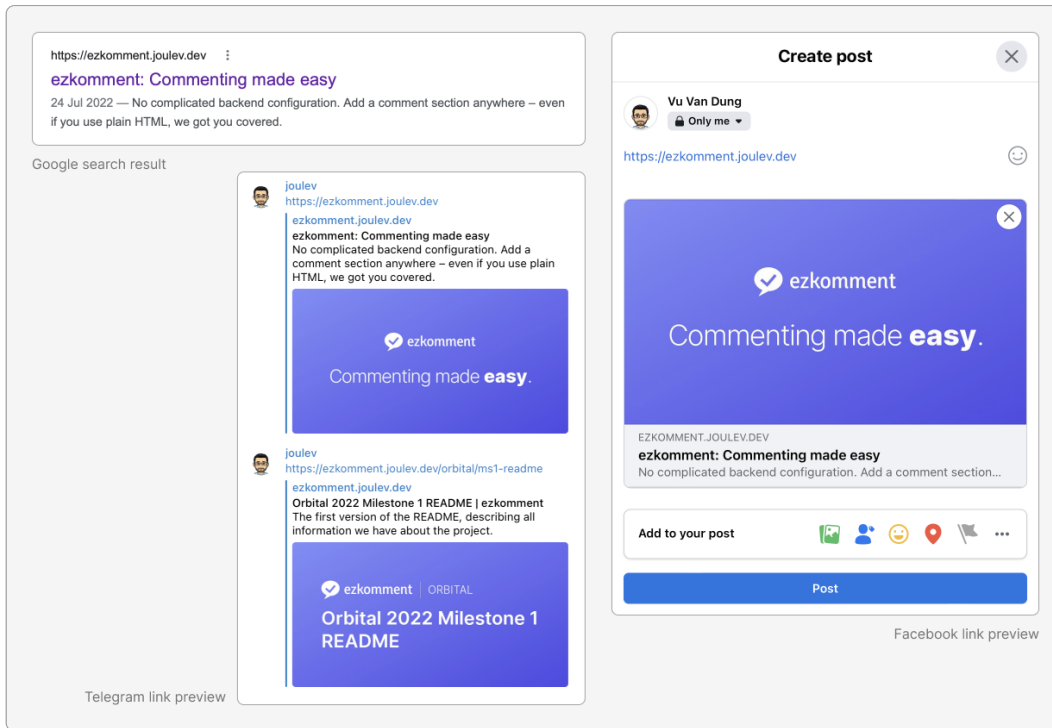 https://ezkomment.joulev.dev
ezkomment: Commenting made easy
24 Jul 2022 — No complicated backend configuration. Add a comment section anywhere – even
if you use plain HTML, we got you covered.
Google search result
joulev
https://ezkomment.joulev.dev
ezkomment.joulev.dev
ezkomment: Commenting made easy
No complicated backend configuration. Add a
comment section anywhere – even if you use plain
HTML, we got you covered.
ezkomment
Commenting made easy.
joulev
https://ezkomment.joulev.dev/orbital/ms1-readme
ezkomment.joulev.dev
Orbital 2022 Milestone 1 README | ezkomment
The first version of the README, describing all
information we have about the project.
ezkomment | ORBITAL
Orbital 2022 Milestone 1
README
Telegram link preview
Create post
Vu Van Dung
Only me
https://ezkomment.joulev.dev
ezkomment
Commenting made easy.
EZKOMMENT.JOULEV.DEV
ezkomment: Commenting made easy
No complicated backend configuration. Add a comment section...
Add to your post
Post
Facebook link preview